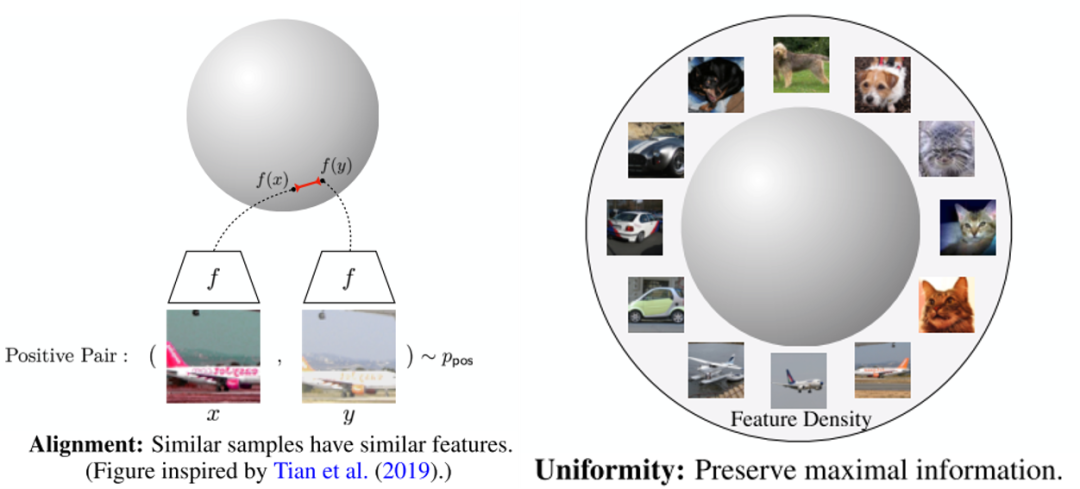 f(x)
f(y)
f
f
Positive Pair : ( , ) ∼ p_pos
x
y
Alignment: Similar samples have similar features.
(Figure inspired by Tian et al. (2019).)
Feature Density
Uniformity: Preserve maximal information.